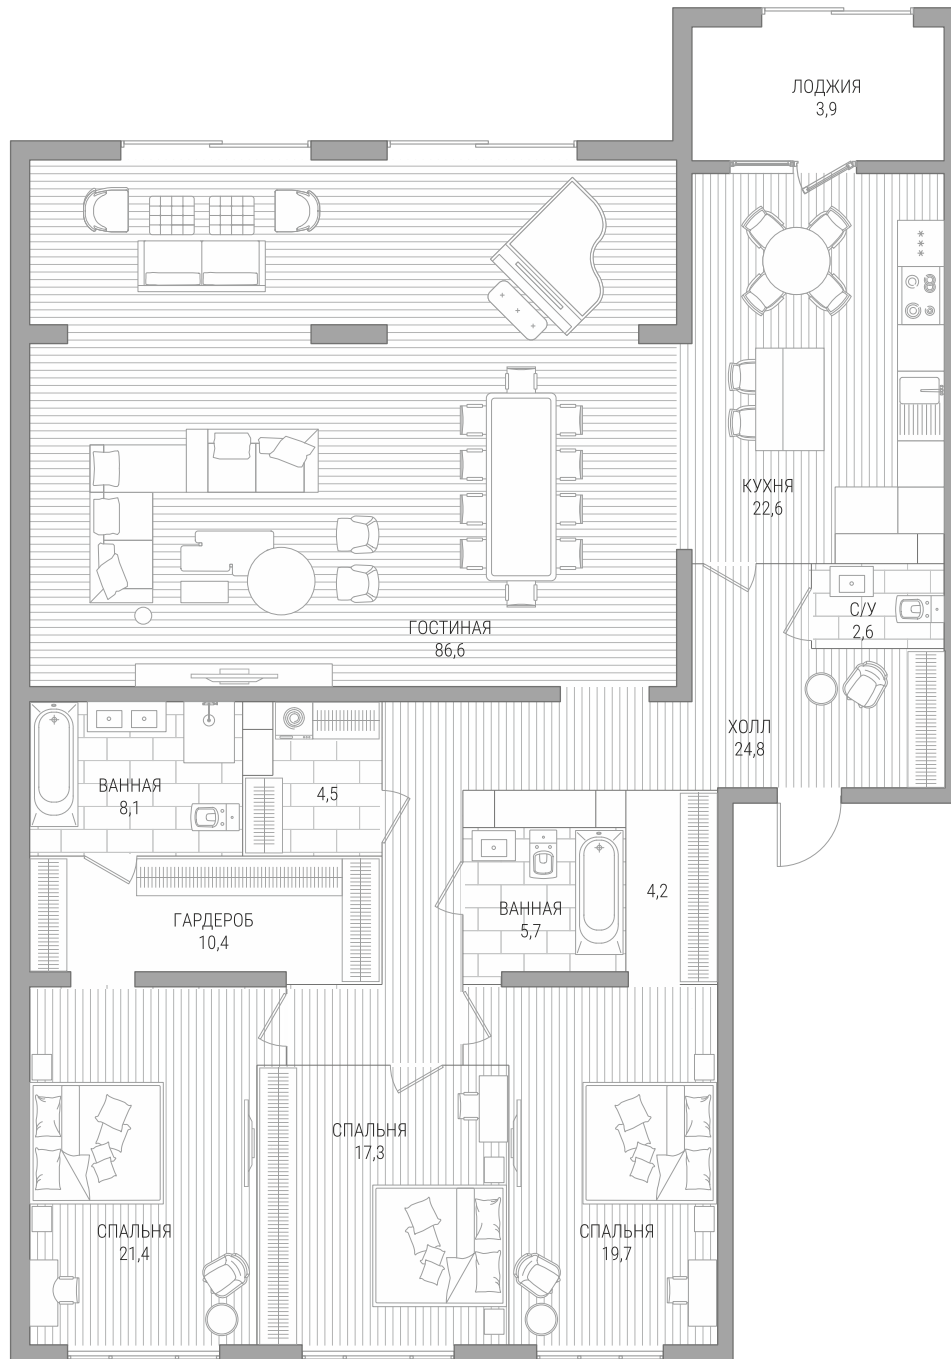 ЛОДЖИЯ
3,9
КУХНЯ
22,6
С/У
2,6
ГОСТИНАЯ
86,6
ХОЛЛ
24,8
ВАННАЯ
8,1
4,5
4,2
ВАННАЯ
5,7
ГАРДЕРОБ
10,4
СПАЛЬНЯ
17,3
СПАЛЬНЯ
21,4
СПАЛЬНЯ
19,7